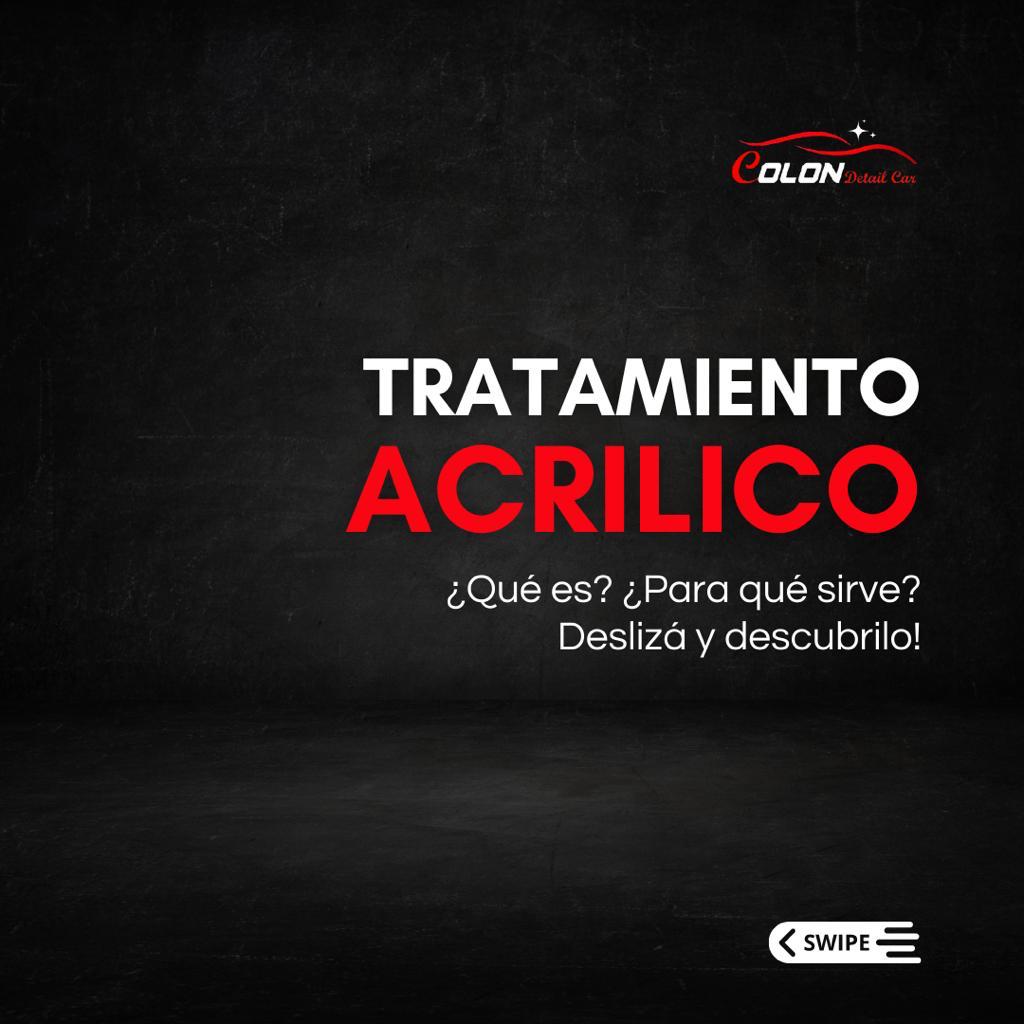 COLON Detail Car
TRATAMIENTO
ACRILICO
¿Qué es? ¿Para qué sirve?
Deslizá y descubrilo!
SWIPE